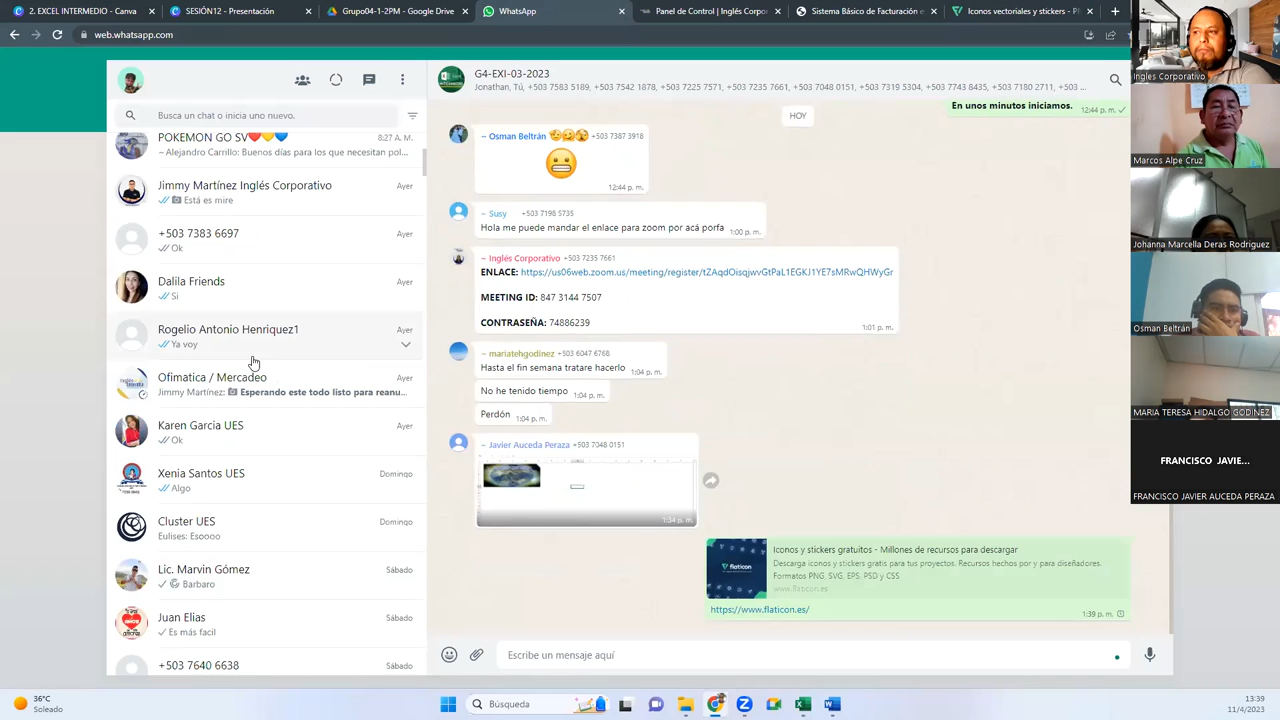 2. EXCEL INTERMEDIO - Canva
SESIÓN12 - Presentación
Grupo04-1-2PM - Google Drive
WhatsApp
Panel de Control | Inglés Corpor
Sistema Básico de Facturación
Iconos vectoriales y stickers - P
web.whatsapp.com
Busca un chat o inicia uno nuevo.
POKEMON GO SV❤️🧡💙
8:27 A. M.
~ Alejandro Carrillo: Buenos días para los que necesitan pol...
Jimmy Martínez Inglés Corporativo
Ayer
Está es mire
+503 7383 6697
Ayer
Ok
Dalila Friends
Ayer
Si
Rogelio Antonio Henriquez1
Ayer
Ya voy
Ofimatica / Mercadeo
Ayer
Jimmy Martínez: Esperando este todo listo para reanu...
Karen Garcia UES
Ayer
Ok
Xenia Santos UES
Domingo
Algo
Cluster UES
Domingo
Eulises: Esoooo
Lic. Marvin Gómez
Sábado
Barbaro
Juan Elias
Sábado
Es más facil
+503 7640 6638
Sábado
G4-EXI-03-2023
Jonathan, Tú, +503 7583 5189, +503 7542 1878, +503 7225 7271, +503 7235 7661, +503 7048 0151, +503 7319 5304, +503 7743 8435, +503 7180 2711, +503 ...
En unos minutos iniciamos.
12:44 p. m.
HOY
~ Osman Beltrán
+503 7387 3918
12:44 p. m.
~ Susy
+503 7198 5735
Hola me puede mandar el enlace para zoom por acá porfa
1:00 p. m.
~ Inglés Corporativo
+503 7235 7661
ENLACE: https://us06web.zoom.us/meeting/register/tZAqdOisqjwvGtPaL1EGKJ1YE7sMRwQHWyGr
MEETING ID: 847 3144 7507
CONTRASEÑA: 74886239
1:01 p. m.
~ mariatehgodinez
+503 6047 6768
Hasta el fin semana tratare hacerlo
1:04 p. m.
No he tenido tiempo
1:04 p. m.
Perdón
1:04 p. m.
~ Javier Auceda Peraza
+503 7048 0151
1:34 p. m.
flaticon
Iconos y stickers gratuitos - Millones de recursos para descargar
Descarga iconos y stickers gratis para tus proyectos. Recursos hechos por y para diseñadores.
Formatos PNG, SVG, EPS, PSD y CSS
www.flaticon.es
https://www.flaticon.es/
1:39 p. m.
Escribe un mensaje aquí
Ingles Corporativo
Marcos Alpe Cruz
Johanna Marcella Deras Rodriguez
Osman Beltrán
MARIA TERESA HIDALGO GODINEZ
FRANCISCO JAVIE...
FRANCISCO JAVIER AUCEDA PERAZA
36°C
Soleado
Búsqueda
13:39
11/4/2023